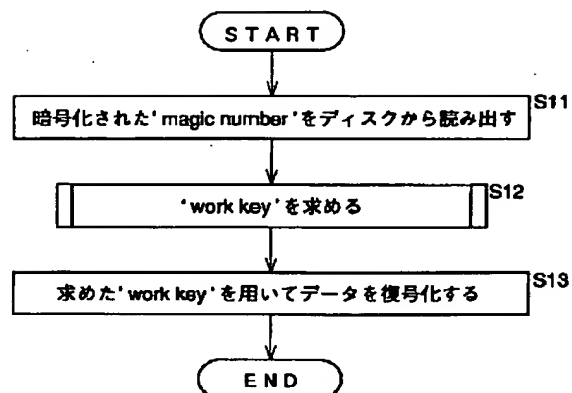 START
S11
暗号化された'magic number'をディスクから読み出す
S12
'work key'を求める
S13
求めた'work key'を用いてデータを復号化する
END